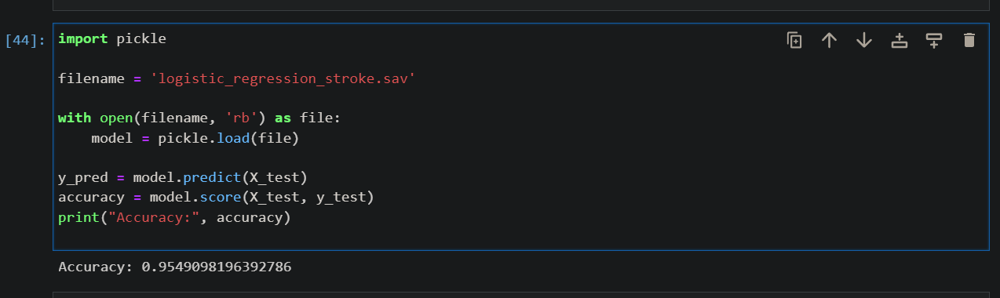 [44]:
import pickle
filename = 'logistic_regression_stroke.sav'
with open(filename, 'rb') as file:
    model = pickle.load(file)
y_pred = model.predict(X_test)
accuracy = model.score(X_test, y_test)
print("Accuracy:", accuracy)
Accuracy: 0.9549098196392786